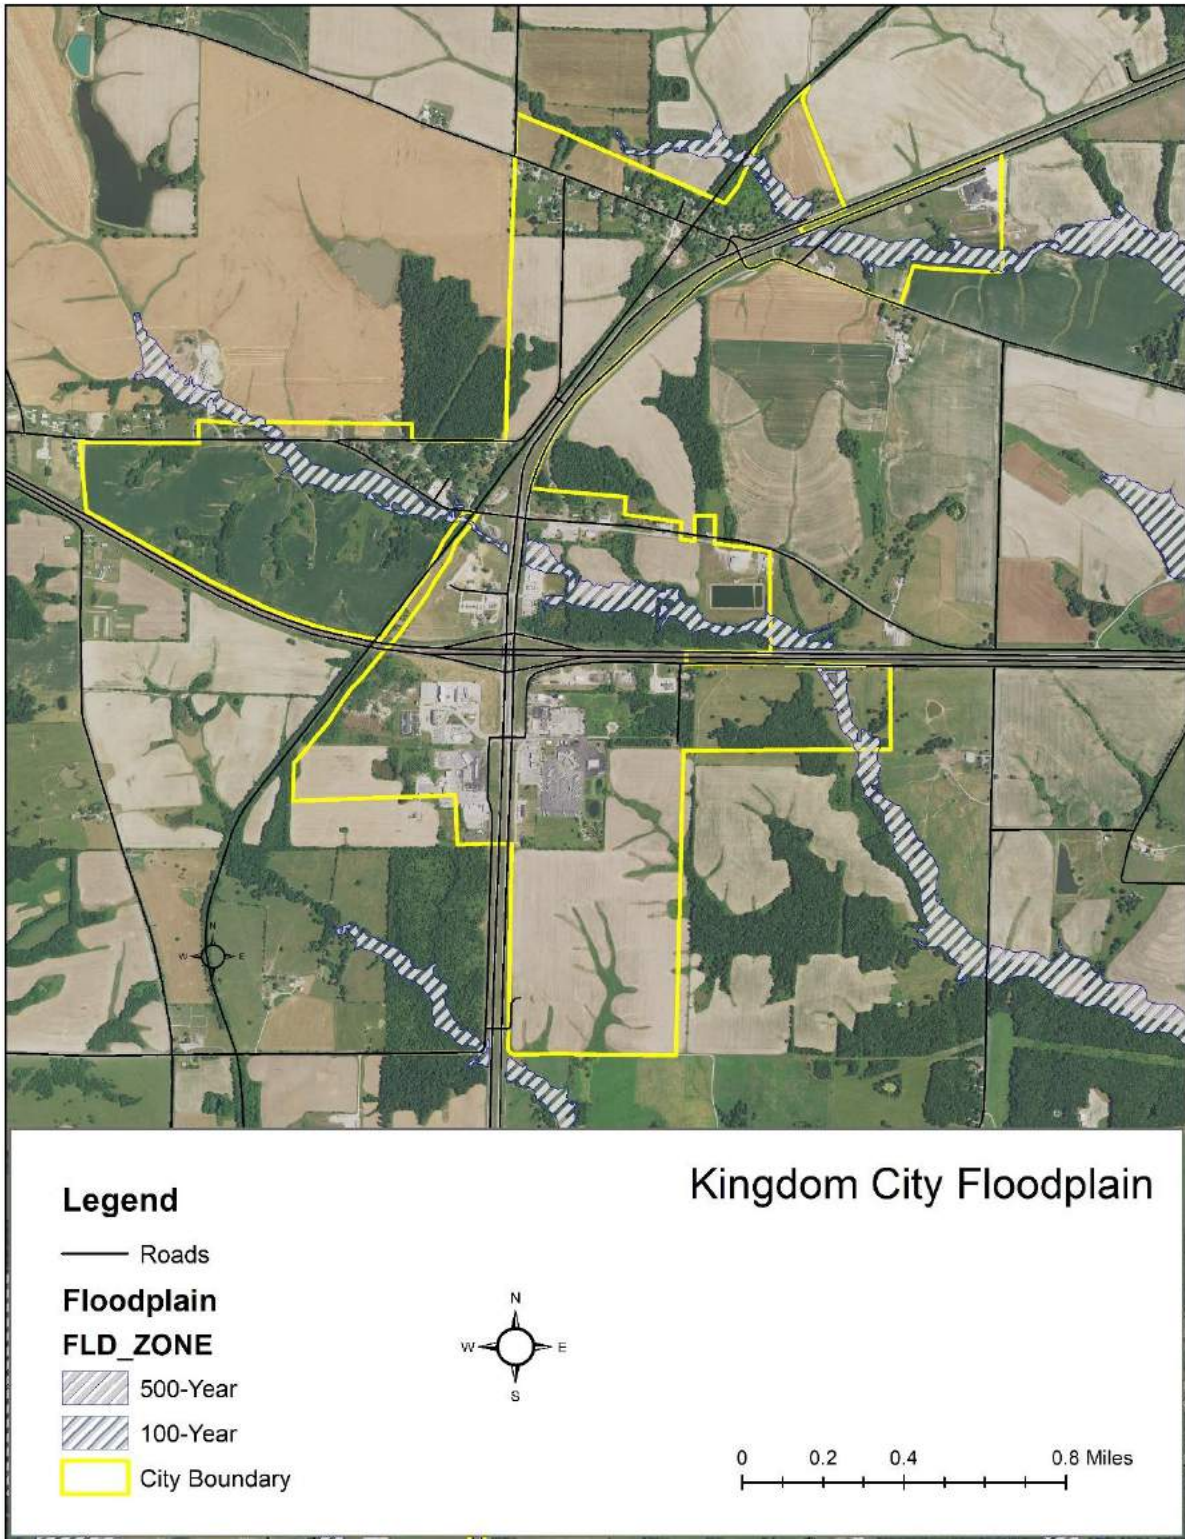 N
W E
Kingdom City Floodplain
Legend
Roads
Floodplain
FLD_ZONE
500-Year
100-Year
City Boundary
N
W E
S
0 0.2 0.4 0.8 Miles